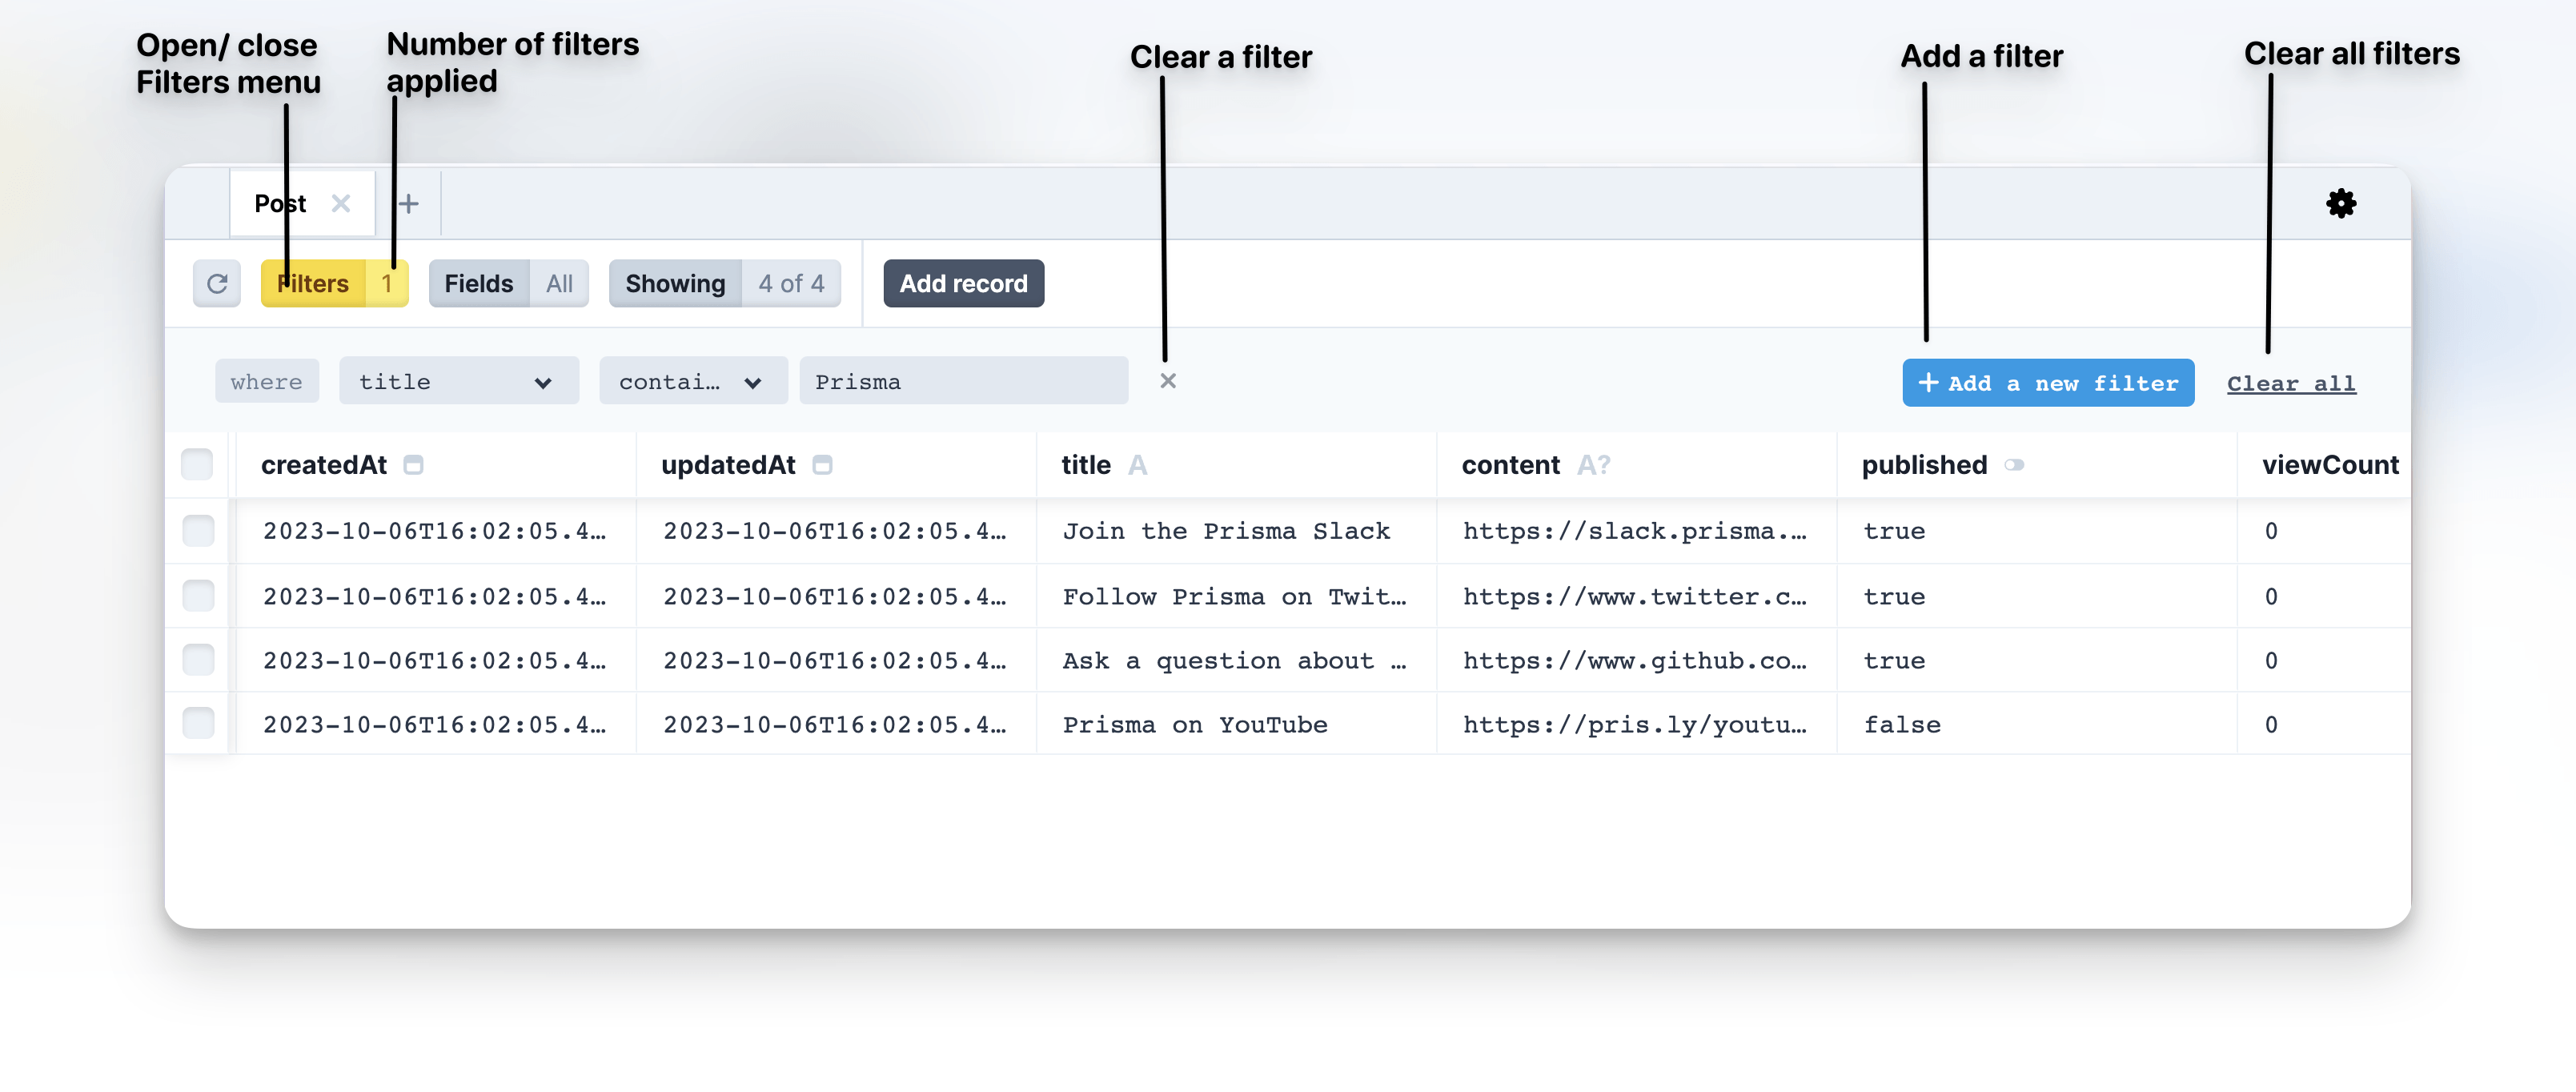 Open/ close
Filters menu
Number of filters
applied
Clear a filter
Add a filter
Clear all filters
Post
Filters 1 Fields All Showing 4 of 4 Add record
where title contai… Prisma + Add a new filter Clear all
createdAt updatedAt title A content A? published viewCount
2023-10-06T16:02:05.4… 2023-10-06T16:02:05.4… Join the Prisma Slack https://slack.prisma.… true 0
2023-10-06T16:02:05.4… 2023-10-06T16:02:05.4… Follow Prisma on Twit… https://www.twitter.c… true 0
2023-10-06T16:02:05.4… 2023-10-06T16:02:05.4… Ask a question about … https://www.github.co… true 0
2023-10-06T16:02:05.4… 2023-10-06T16:02:05.4… Prisma on YouTube https://pris.ly/youtu… false 0